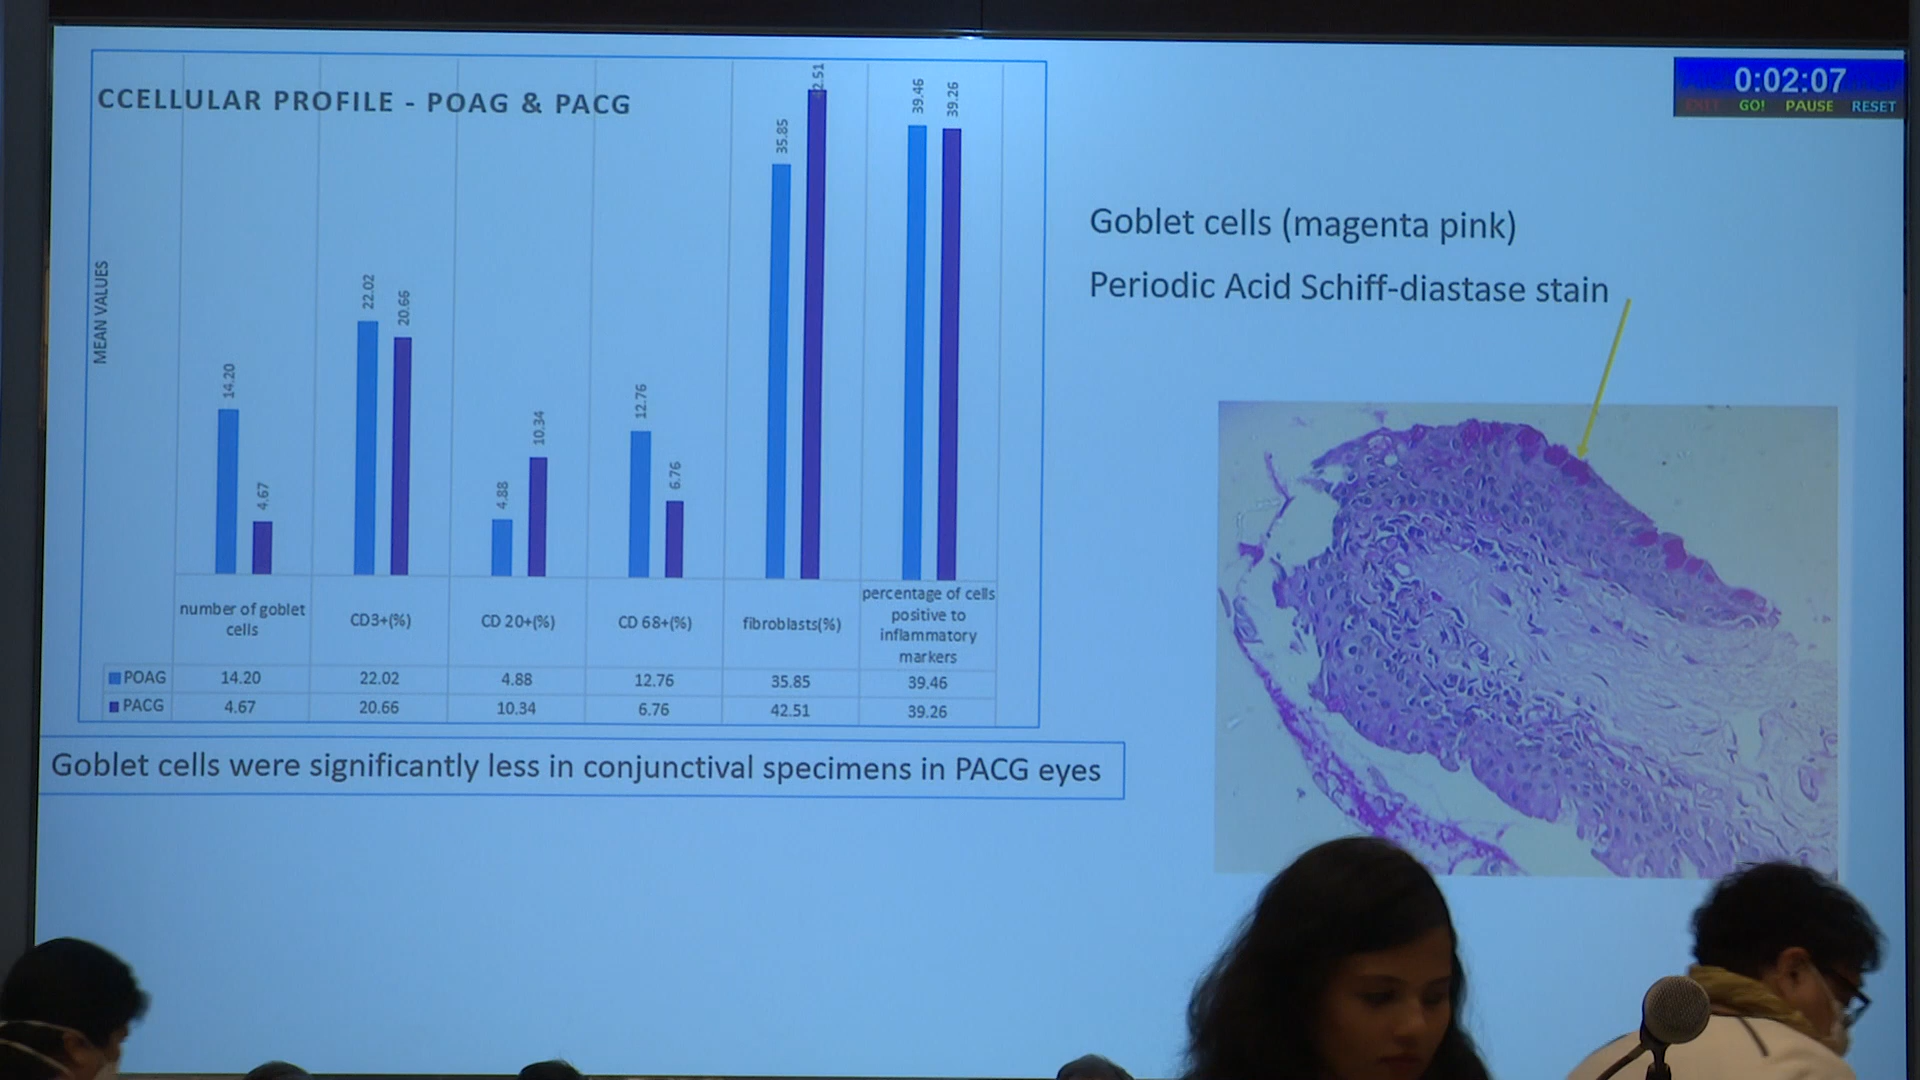 CCELLULAR PROFILE - POAG & PACG
MEAN VALUES
14.20
4.67
22.02
20.66
4.88
10.34
12.76
6.76
35.85
42.51
39.46
39.26
number of goblet
cells
CD3+(%)
CD 20+(%)
CD 68+(%)
fibroblasts(%)
percentage of cells
positive to
inflammatory
markers
POAG 14.20 22.02 4.88 12.76 35.85 39.46
PACG 4.67 20.66 10.34 6.76 42.51 39.26
Goblet cells were significantly less in conjunctival specimens in PACG eyes
Goblet cells (magenta pink)
Periodic Acid Schiff-diastase stain
0:02:07
EXIT GO! PAUSE RESET